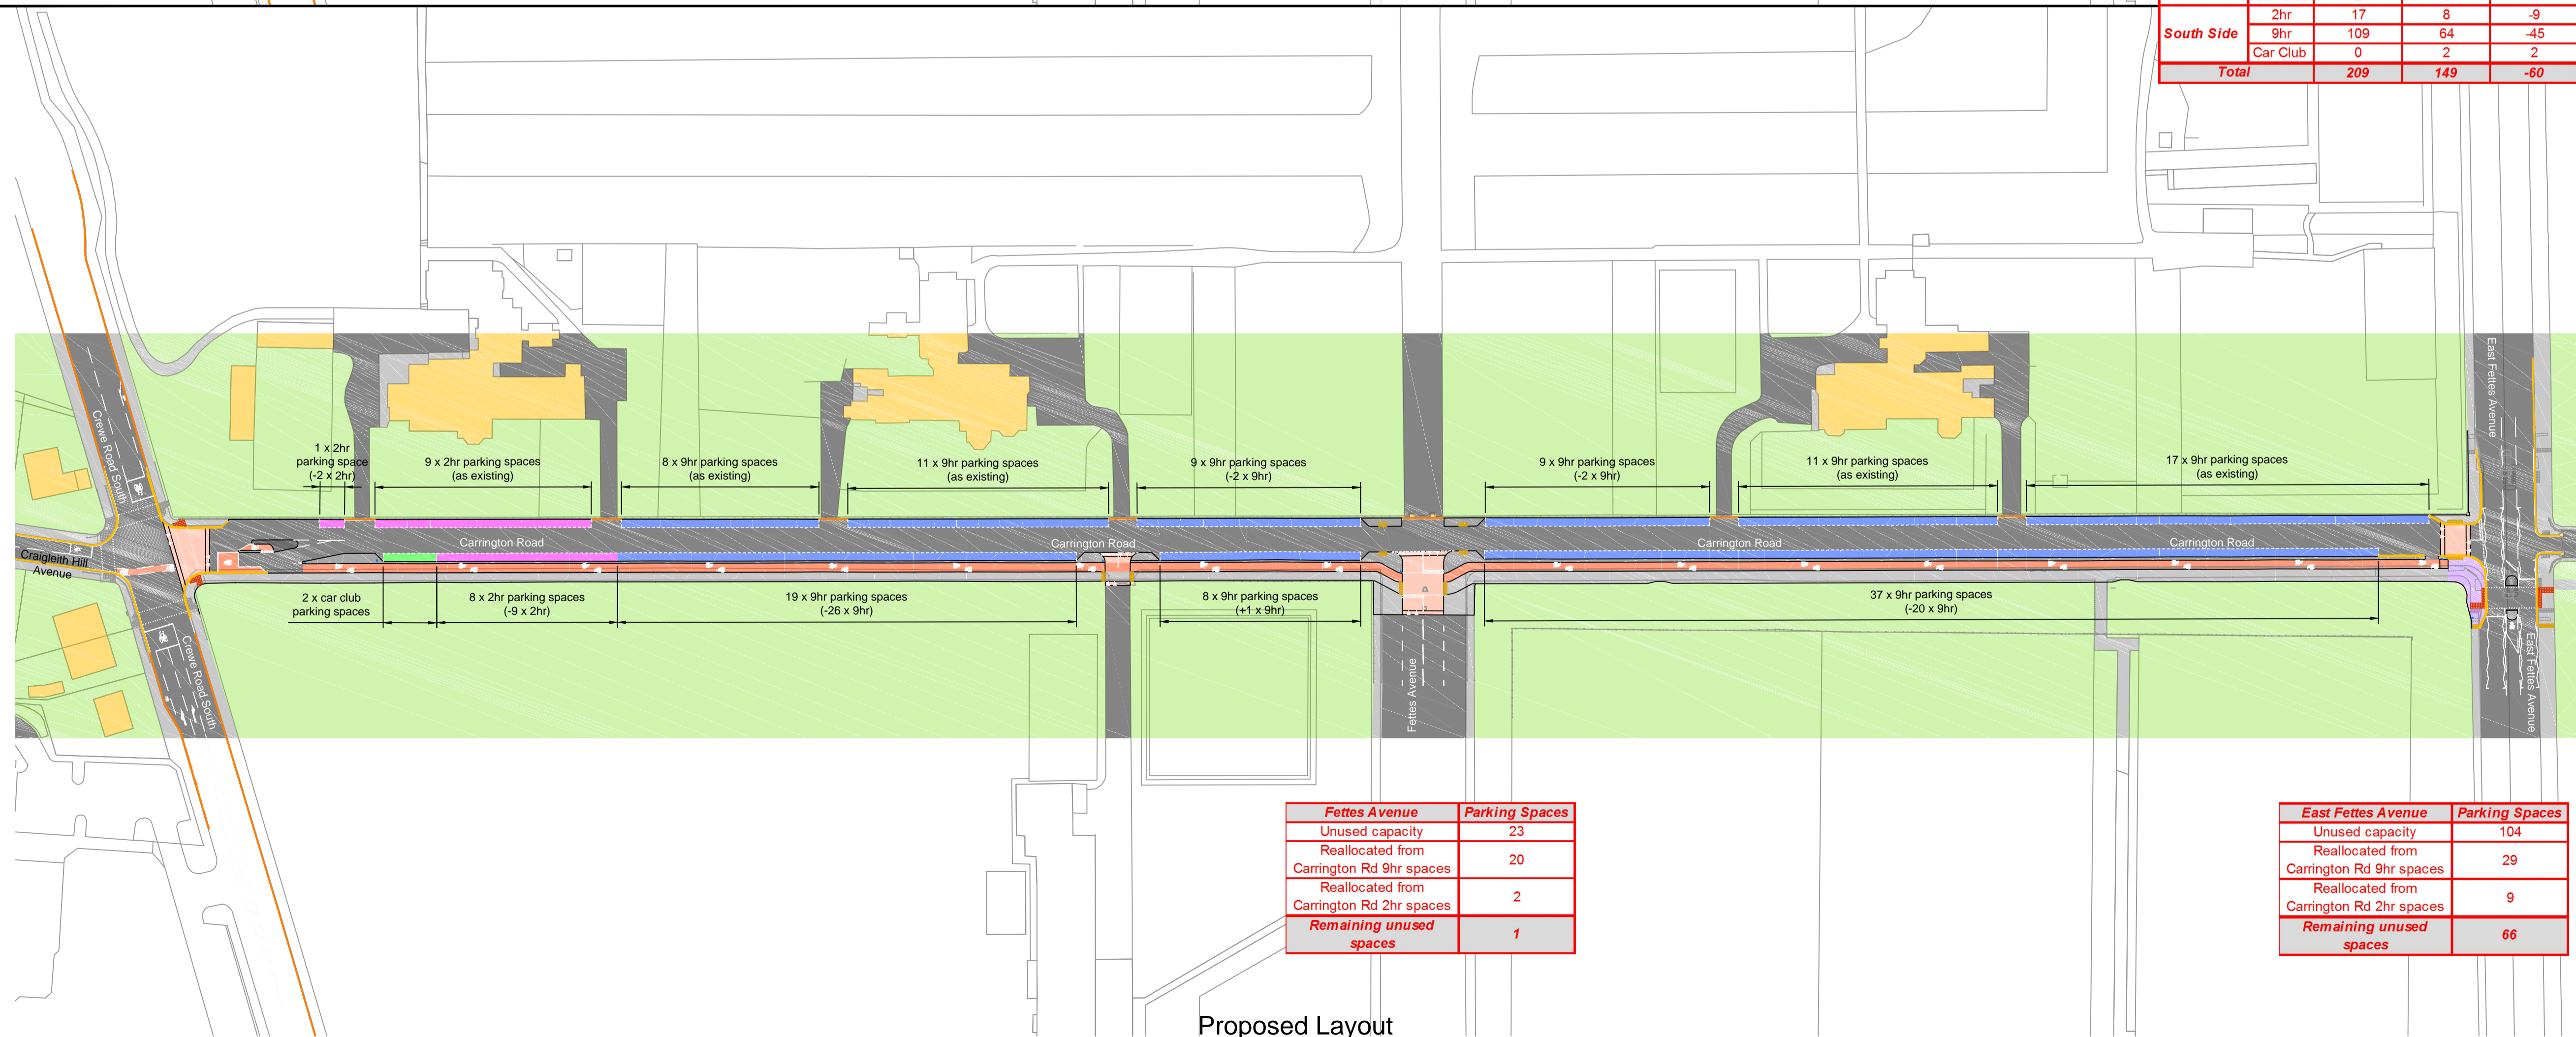 2hr 17 8 -9
South Side 9hr 109 64 -45
Car Club 0 2 2
Total 209 149 -60
1 x 2hr
parking space
(-2 x 2hr)
9 x 2hr parking spaces
(as existing)
8 x 9hr parking spaces
(as existing)
11 x 9hr parking spaces
(as existing)
9 x 9hr parking spaces
(-2 x 9hr)
9 x 9hr parking spaces
(-2 x 9hr)
11 x 9hr parking spaces
(as existing)
17 x 9hr parking spaces
(as existing)
Crewe Road South
East Fettes Avenue
Carrington Road
Carrington Road
Carrington Road
Carrington Road
Craigleith Hill
Avenue
2 x car club
parking spaces
8 x 2hr parking spaces
(-9 x 2hr)
19 x 9hr parking spaces
(-26 x 9hr)
8 x 9hr parking spaces
(+1 x 9hr)
37 x 9hr parking spaces
(-20 x 9hr)
Crewe Road South
Fettes Avenue
East Fettes Avenue
Fettes Avenue Parking Spaces
Unused capacity 23
Reallocated from
Carrington Rd 9hr spaces 20
Reallocated from
Carrington Rd 2hr spaces 2
Remaining unused
spaces 1
East Fettes Avenue Parking Spaces
Unused capacity 104
Reallocated from
Carrington Rd 9hr spaces 29
Reallocated from
Carrington Rd 2hr spaces 9
Remaining unused
spaces 66
Proposed Layout